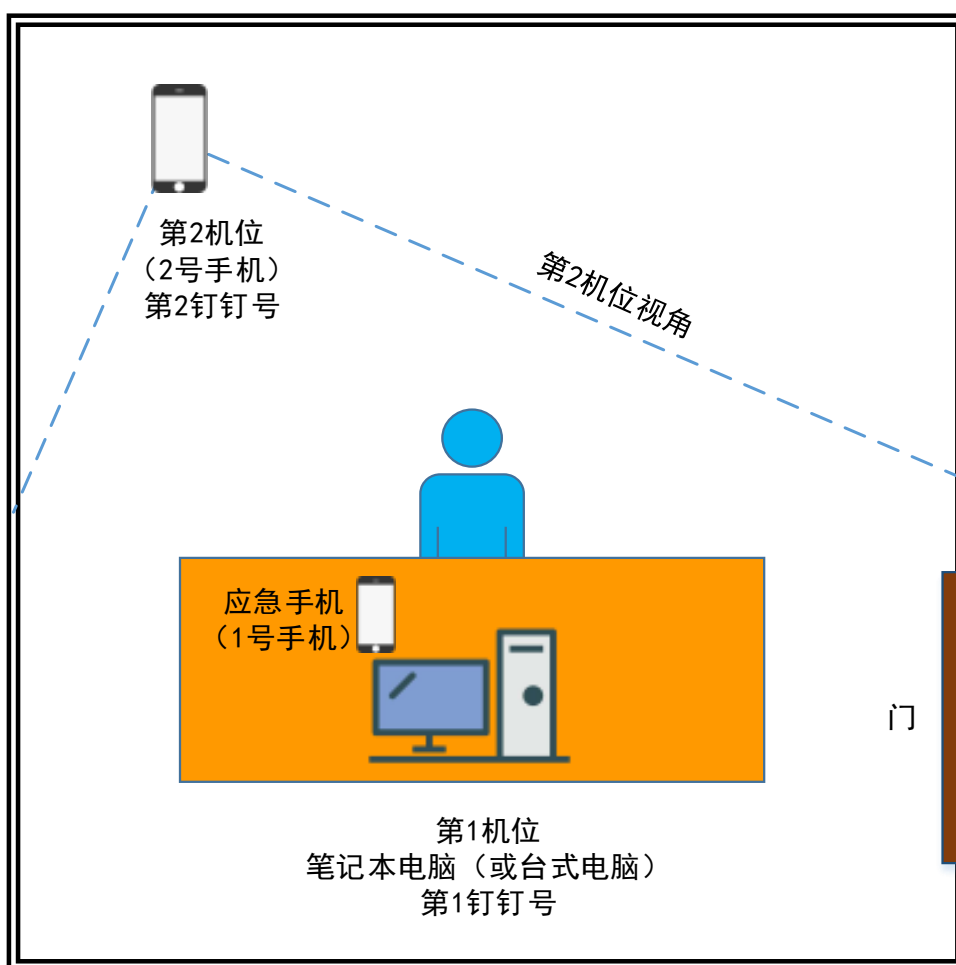 第2机位
（2号手机）
第2钉钉号
第2机位视角
应急手机
（1号手机）
门
第1机位
笔记本电脑（或台式电脑）
第1钉钉号